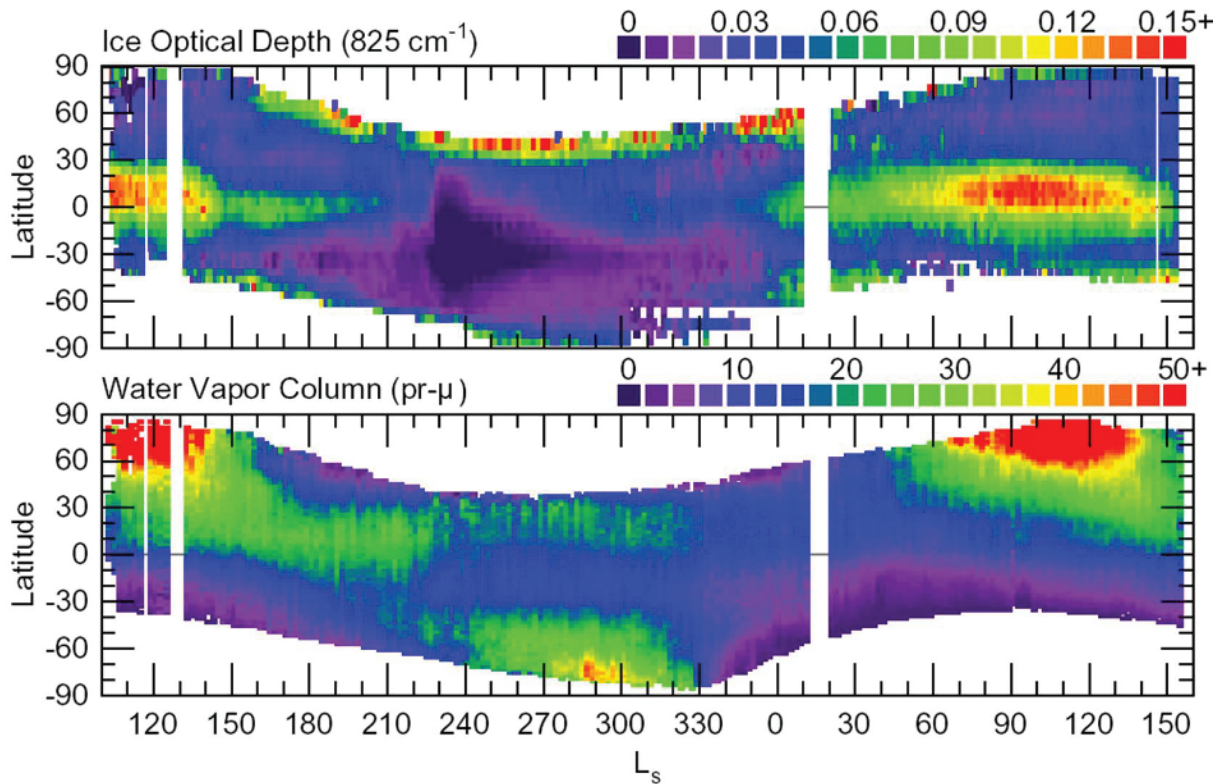 0 0.03 0.06 0.09 0.12 0.15+
Ice Optical Depth (825 cm⁻¹)
90
60
30
0
-30
-60
-90
Latitude
0 10 20 30 40 50+
Water Vapor Column (pr-μ)
90
60
30
0
-30
-60
-90
Latitude
120 150 180 210 240 270 300 330 0 30 60 90 120 150
Lₛ